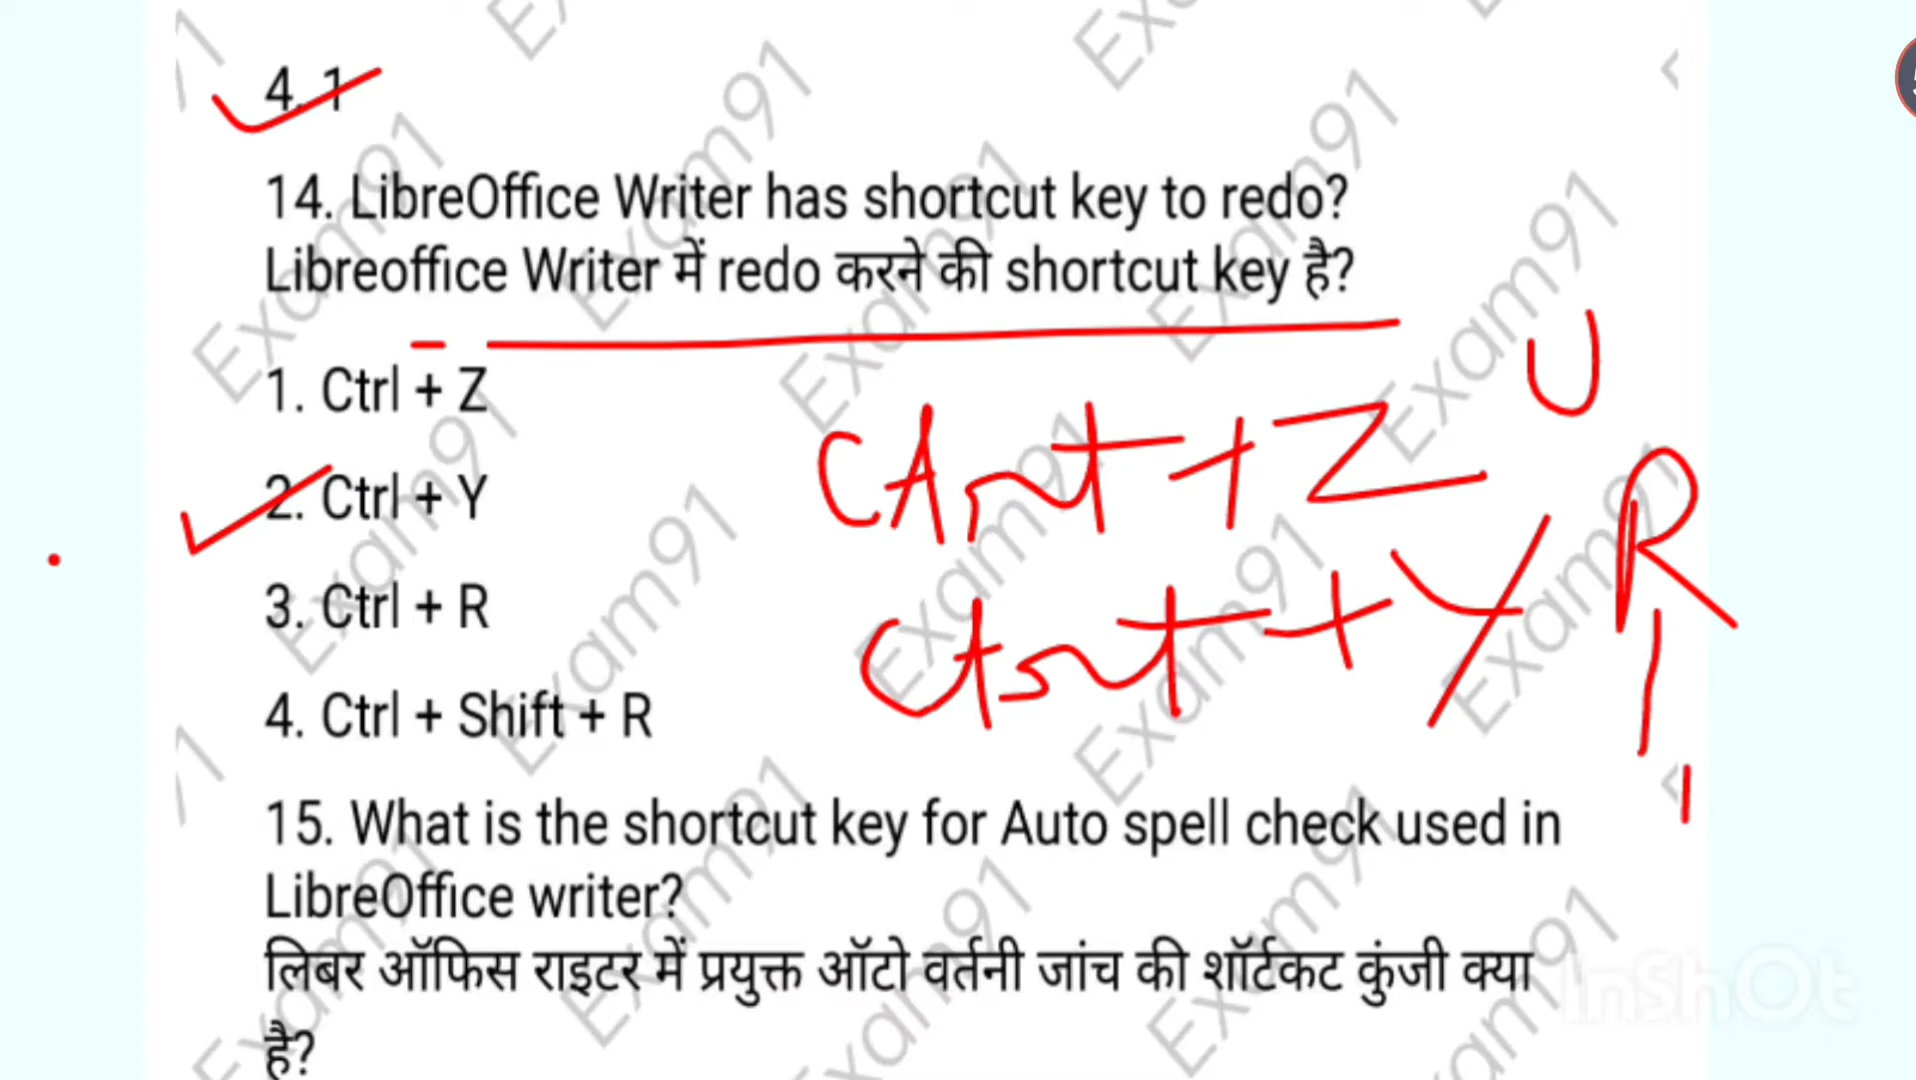 4. 1
14. LibreOffice Writer has shortcut key to redo?
Libreoffice Writer में redo करने की shortcut key है?
1. Ctrl + Z
2. Ctrl + Y
3. Ctrl + R
4. Ctrl + Shift + R
U
+ Z
R
+ Y
15. What is the shortcut key for Auto spell check used in
LibreOffice writer?
लिबर ऑफिस राइटर में प्रयुक्त ऑटो वर्तनी जांच की शॉर्टकट कुंजी क्या
है?
Exam91
InShOt